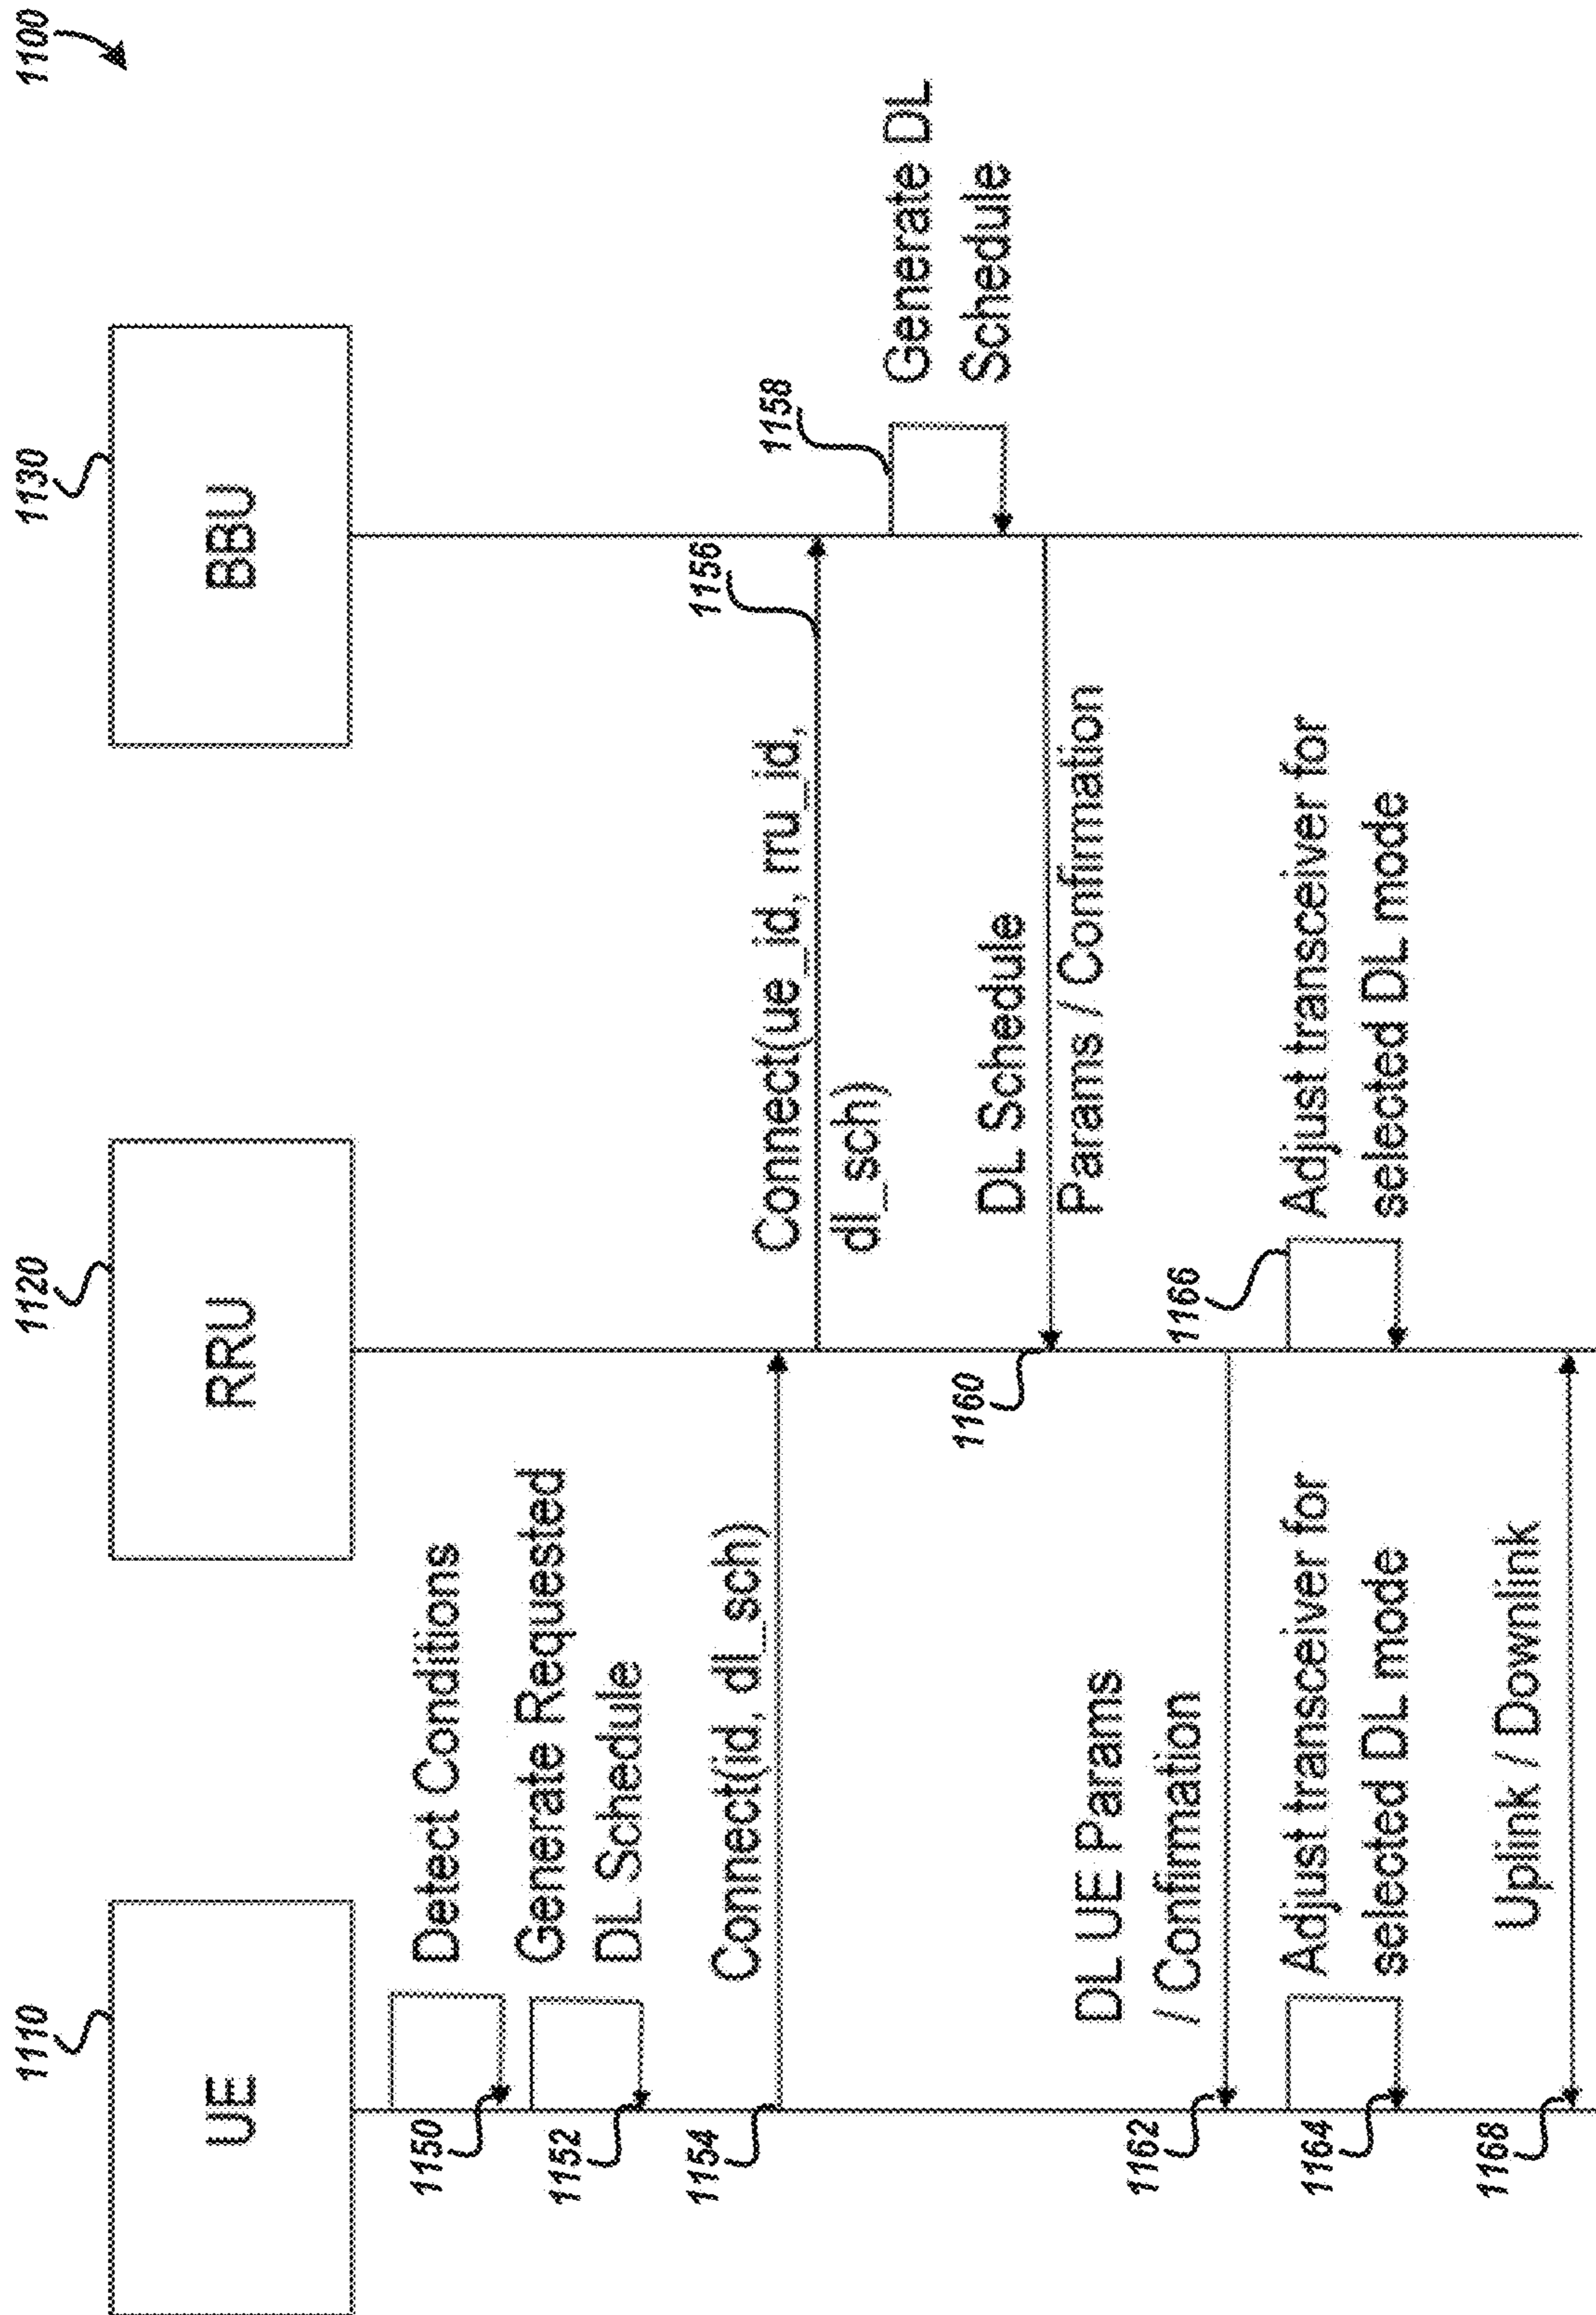 1100
1110
UE
1120
RRU
1130
BBU
1150
Detect Conditions
1152
Generate Requested
DL Schedule
1154
Connect(id, dl_sch)
1156
Connect(ue_id, rru_id,
dl_sch)
1158
Generate DL
Schedule
1160
DL Schedule
Params / Confirmation
1162
DL UE Params
/ Confirmation
1164
Adjust transceiver for
selected DL mode
1166
Adjust transceiver for
selected DL mode
1168
Uplink / Downlink